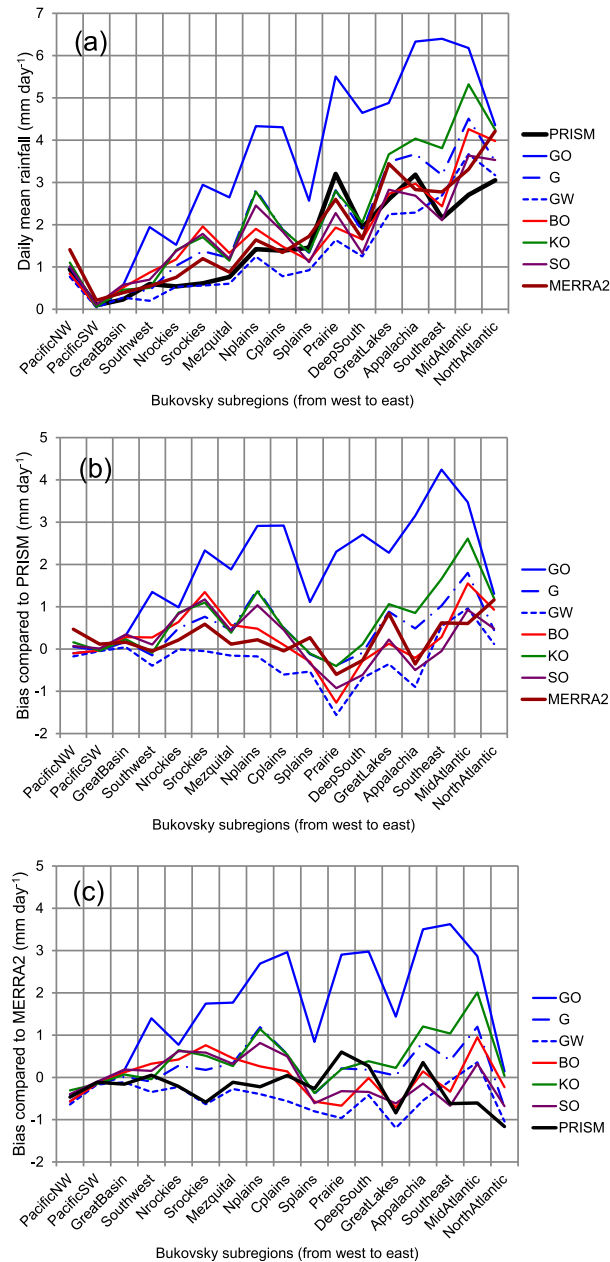 (a)
Daily mean rainfall (mm day⁻¹)
7
6
5
4
3
2
1
0
PacificNW
PacificSW
GreatBasin
Southwest
Nrockies
Srockies
Mezquital
Nplains
Cplains
Splains
Prairie
DeepSouth
GreatLakes
Appalachia
Southeast
MidAtlantic
NorthAtlantic
Bukovsky subregions (from west to east)
PRISM
GO
G
GW
BO
KO
SO
MERRA2
(b)
Bias compared to PRISM (mm day⁻¹)
5
4
3
2
1
0
-1
-2
PacificNW
PacificSW
GreatBasin
Southwest
Nrockies
Srockies
Mezquital
Nplains
Cplains
Splains
Prairie
DeepSouth
GreatLakes
Appalachia
Southeast
MidAtlantic
NorthAtlantic
Bukovsky subregions (from west to east)
GO
G
GW
BO
KO
SO
MERRA2
(c)
Bias compared to MERRA2 (mm day⁻¹)
5
4
3
2
1
0
-1
-2
PacificNW
PacificSW
GreatBasin
Southwest
Nrockies
Srockies
Mezquital
Nplains
Cplains
Splains
Prairie
DeepSouth
GreatLakes
Appalachia
Southeast
MidAtlantic
NorthAtlantic
Bukovsky subregions (from west to east)
GO
G
GW
BO
KO
SO
PRISM